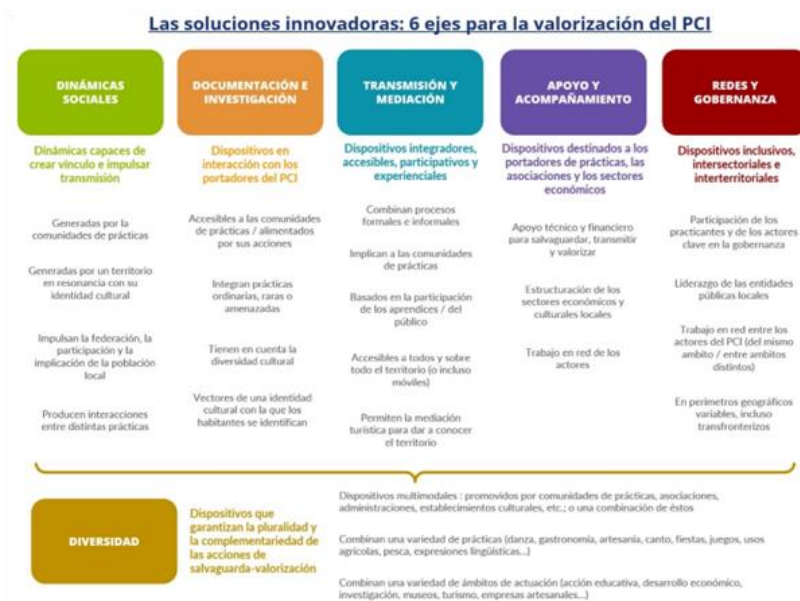 Las soluciones innovadoras: 6 ejes para la valorización del PCI
DINÁMICAS
SOCIALES
Dinámicas capaces de
crear vínculo e impulsar
transmisión
Generadas por la
comunidades de prácticas
Generadas por un territorio
en resonancia con su
identidad cultural
Impulsan la federación, la
participación y la
implicación de la población
local
Producen interacciones
entre distintas prácticas
DOCUMENTACIÓN E
INVESTIGACIÓN
Dispositivos en
interacción con los
portadores del PCI
Accesibles a las comunidades
de prácticas / alimentados
por sus acciones
Integran prácticas
ordinarias, raras o
amenazadas
Tienen en cuenta la
diversidad cultural
Vectores de una identidad
cultural con la que los
habitantes se identifican
TRANSMISIÓN Y
MEDIACIÓN
Dispositivos integradores,
accesibles, participativos y
experienciales
Combinan procesos
formales e informales
Implican a las comunidades
de prácticas
Basados en la participación
de los aprendices / del
público
Accesibles a todos y sobre
todo el territorio (o incluso
móviles)
Permiten la mediación
turística para dar a conocer
el territorio
APOYO Y
ACOMPAÑAMIENTO
Dispositivos destinados a los
portadores de prácticas, las
asociaciones y los sectores
económicos
Apoyo técnico y financiero
para salvaguardar, transmitir
y valorizar
Estructuración de los
sectores económicos y
culturales locales
Trabajo en red de los
actores
REDES Y
GOBERNANZA
Dispositivos inclusivos,
intersectoriales e
interterritoriales
Participación de los
practicantes y de los actores
clave en la gobernanza
Liderazgo de las entidades
públicas locales
Trabajo en red entre los
actores del PCI (del mismo
ambito / entre ambitos
distintos)
En perimetros geográficos
variables, incluso
transfronterizos
DIVERSIDAD
Dispositivos que
garantizan la pluralidad y
la complementariedad de
las acciones de
salvaguarda-valorización
Dispositivos multimodales : promovidos por comunidades de prácticas, asociaciones,
administraciones, establecimientos culturales, etc.; o una combinación de éstos
Combinan una variedad de prácticas (danza, gastronomía, artesanía, canto, fiestas, juegos, usos
agrícolas, pesca, expresiones lingüísticas...)
Combinan una variedad de ámbitos de actuación (acción educativa, desarrollo económico,
investigación, museos, turismo, empresas artesanales...)